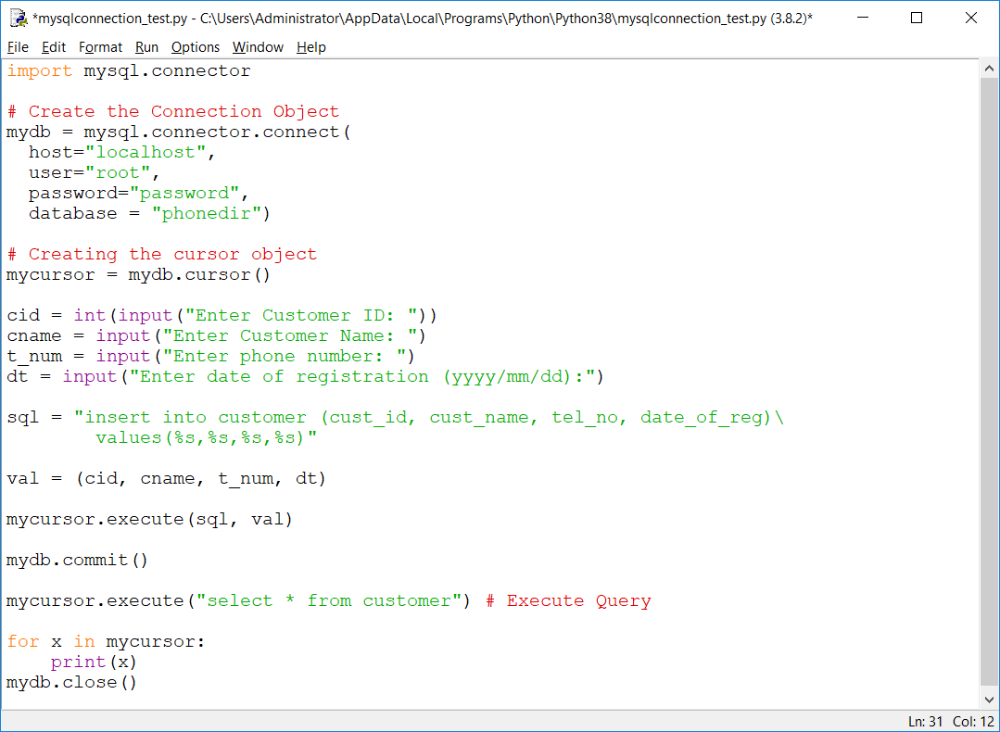 *mysqlconnection_test.py - C:\Users\Administrator\AppData\Local\Programs\Python\Python38\mysqlconnection_test.py (3.8.2)*
File Edit Format Run Options Window Help
import mysql.connector

# Create the Connection Object
mydb = mysql.connector.connect(
  host="localhost",
  user="root",
  password="password",
  database = "phonedir")

# Creating the cursor object
mycursor = mydb.cursor()

cid = int(input("Enter Customer ID: "))
cname = input("Enter Customer Name: ")
t_num = input("Enter phone number: ")
dt = input("Enter date of registration (yyyy/mm/dd):")

sql = "insert into customer (cust_id, cust_name, tel_no, date_of_reg)\
        values(%s,%s,%s,%s)"

val = (cid, cname, t_num, dt)

mycursor.execute(sql, val)

mydb.commit()

mycursor.execute("select * from customer") # Execute Query

for x in mycursor:
    print(x)
mydb.close()
Ln: 31 Col: 12